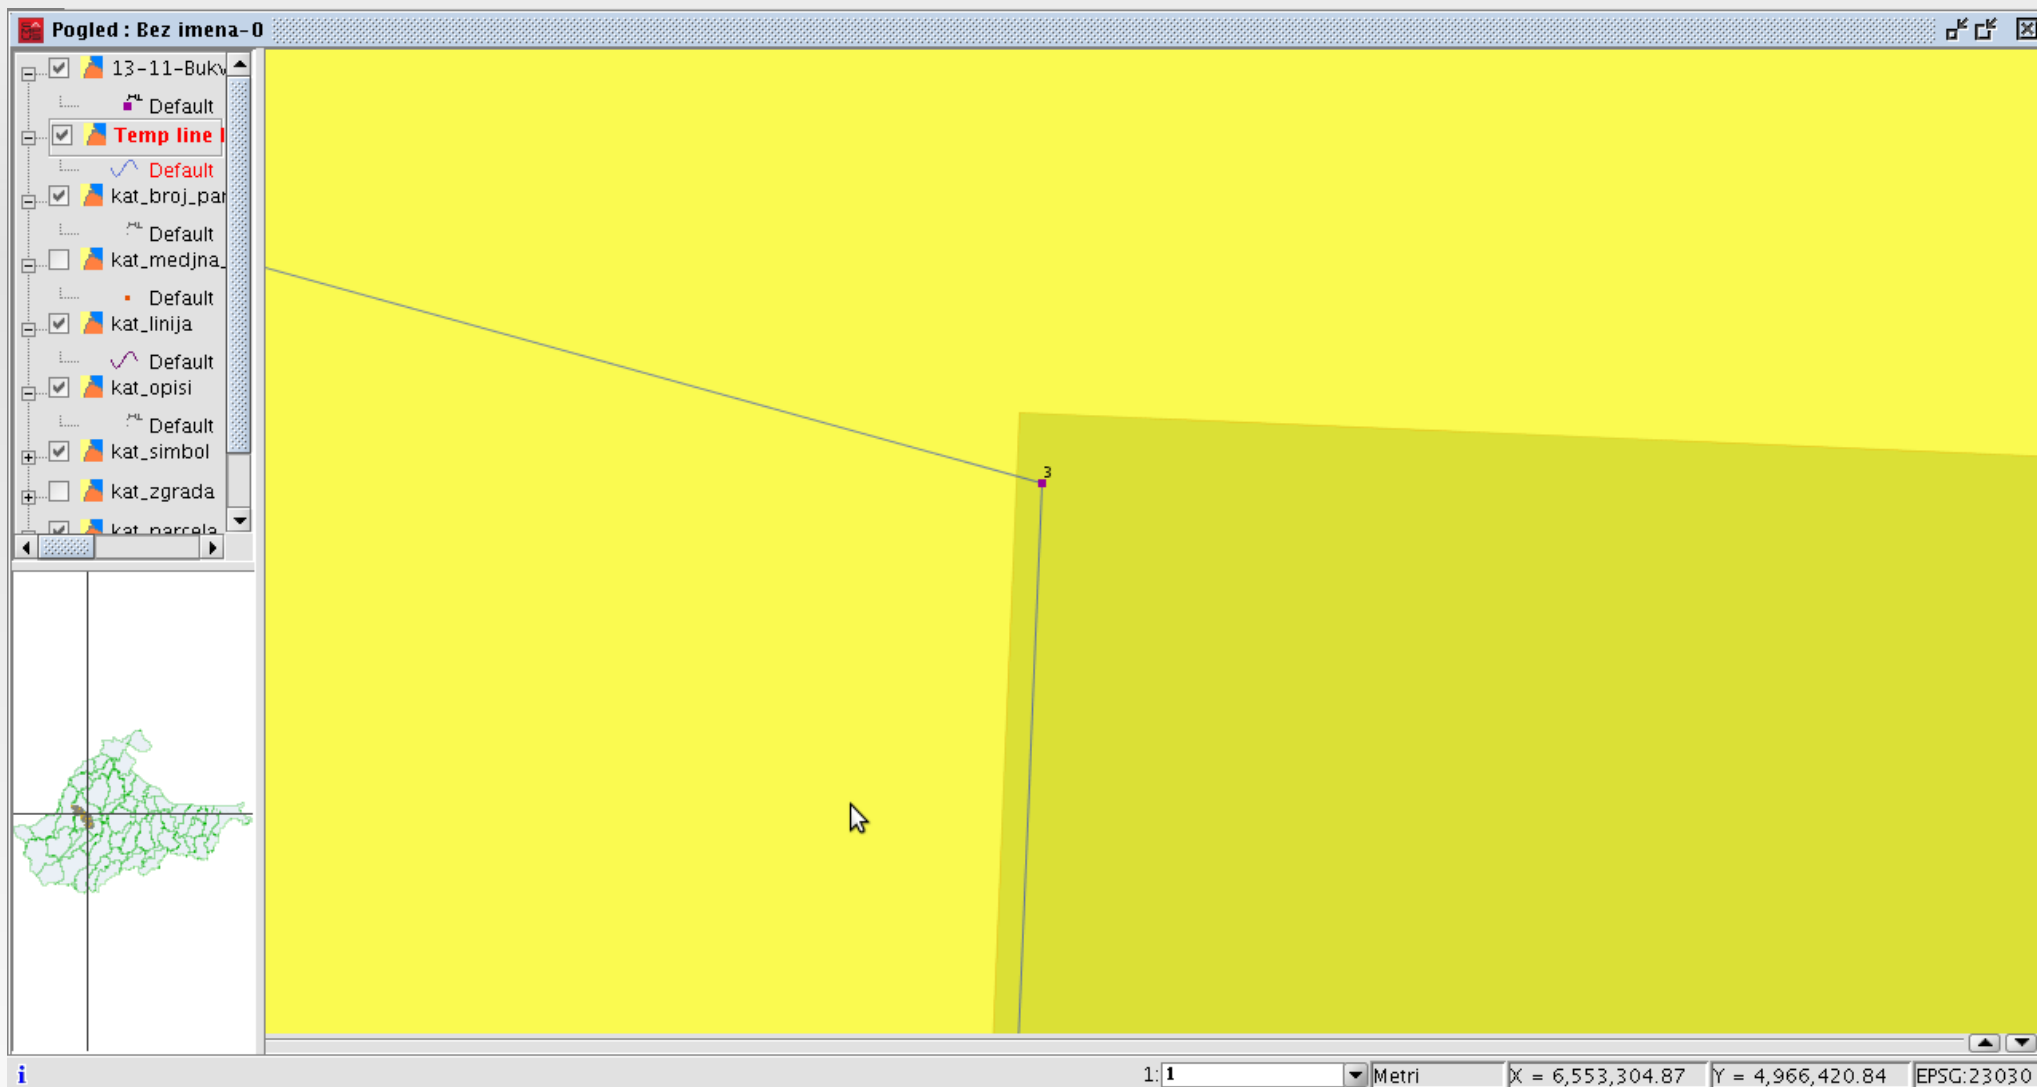 Pogled : Bez imena-0
13-11-Bukv
Default
Temp line
Default
kat_broj_par
Default
kat_medjna_
Default
kat_linija
Default
kat_opisi
Default
kat_simbol
kat_zgrada
kat_parcela
3
1: 1 Metri X = 6,553,304.87 Y = 4,966,420.84 EPSG:23030